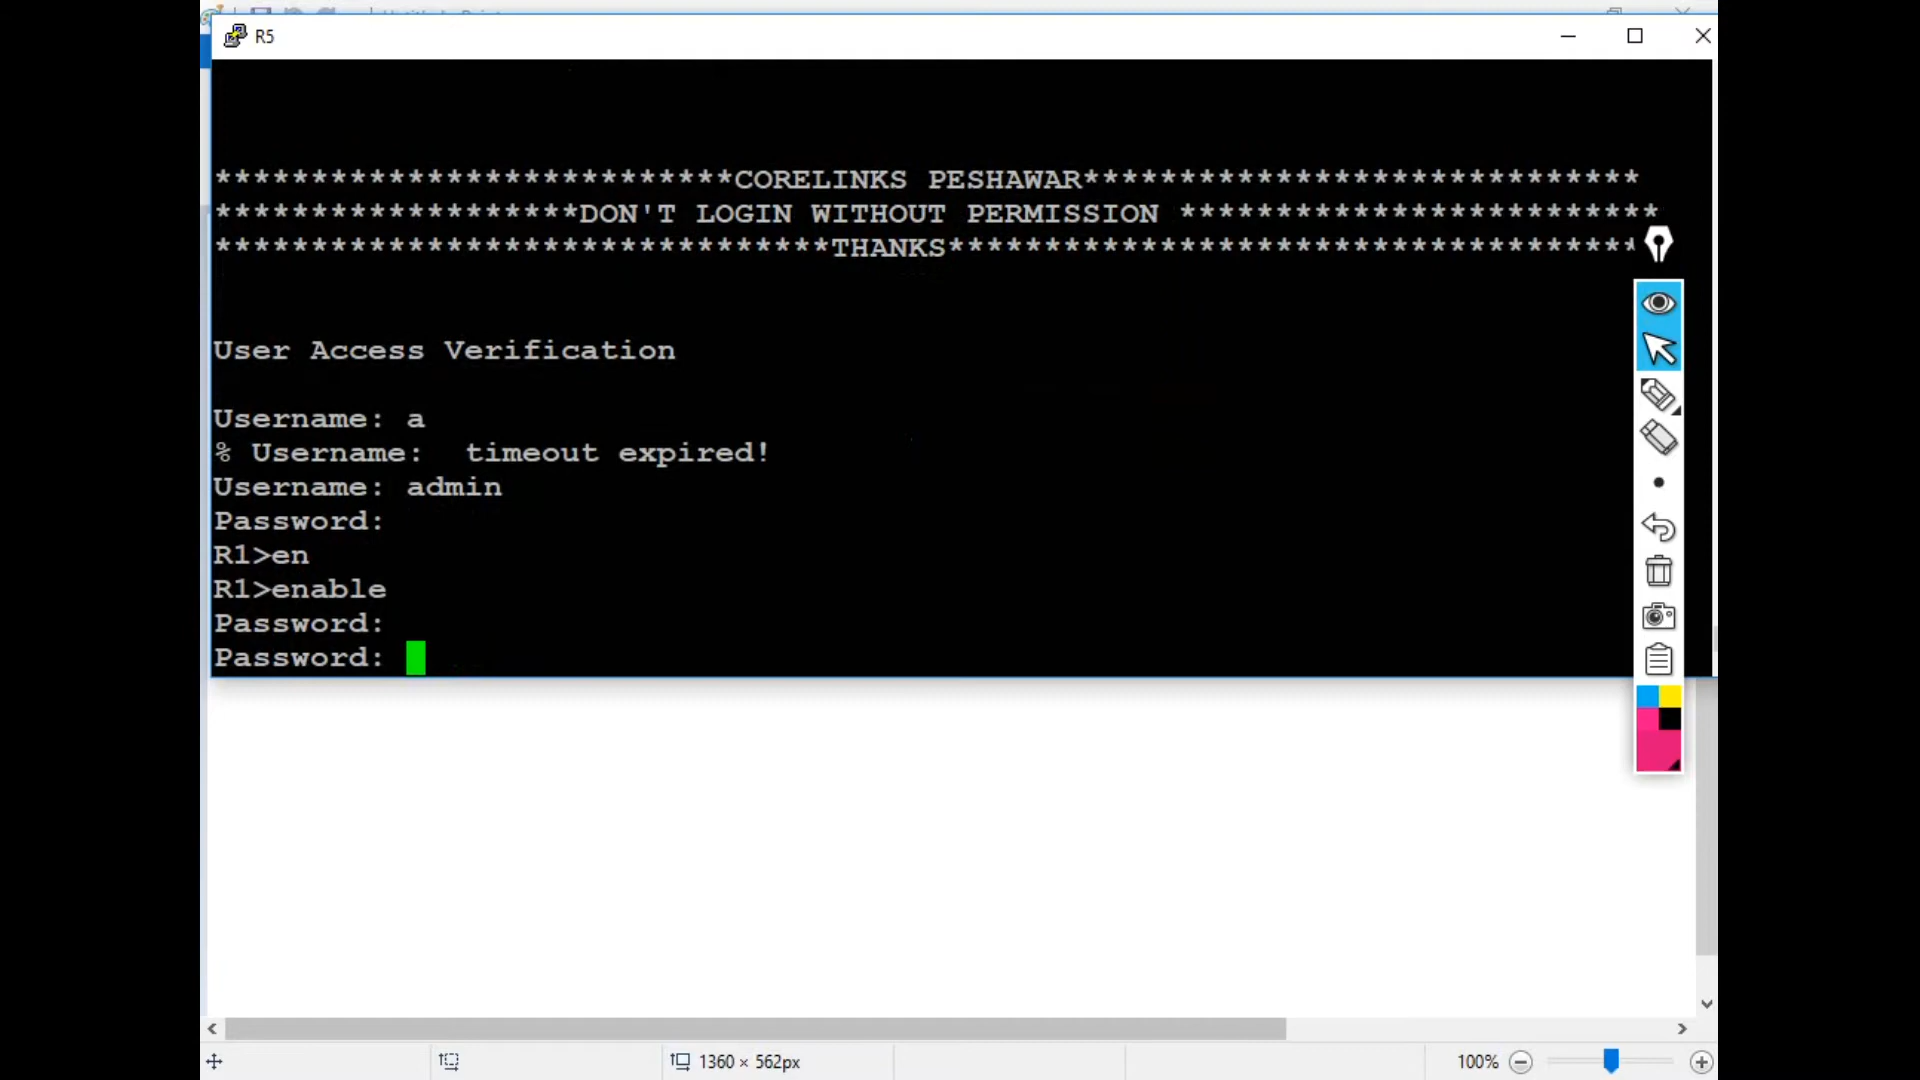 R5
***************************CORELINKS PESHAWAR*****************************
*******************DON'T LOGIN WITHOUT PERMISSION *************************
********************************THANKS************************************
User Access Verification
Username: a
% Username:  timeout expired!
Username: admin
Password:
R1>en
R1>enable
Password:
Password:
1360 × 562px
100%